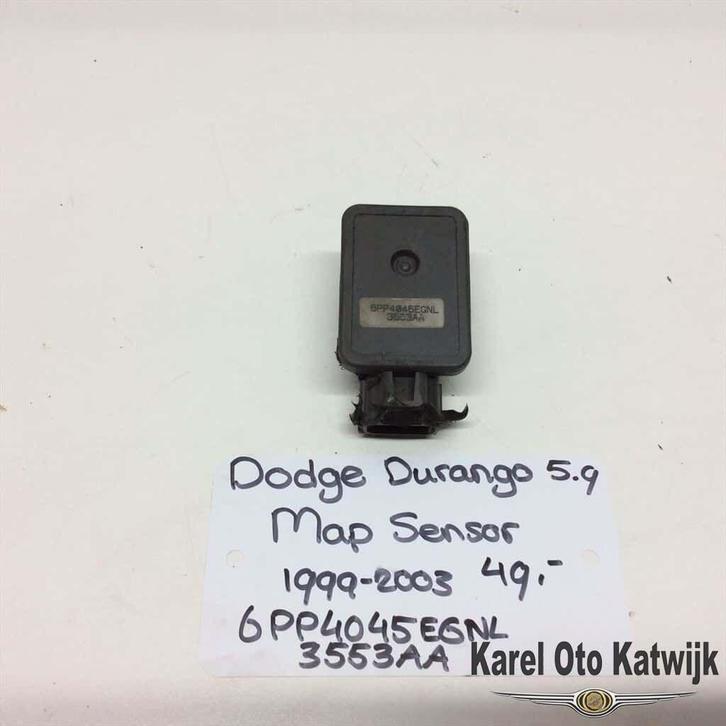 6PP4045EGNL
3553AA
Dodge Durango 5.9
Map Sensor
1999-2003 49,-
6PP4045EGNL
3553AA
Karel Oto Katwijk